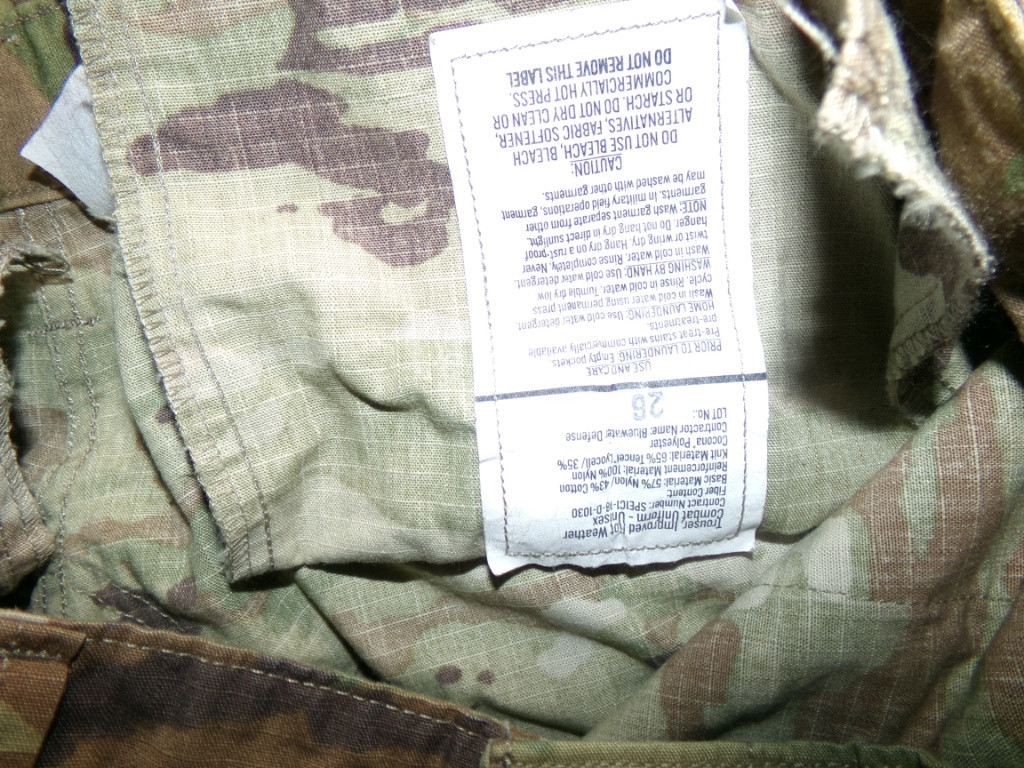 Trouser, Improved Hot Weather
Combat Uniform - Unisex
Contract Number: SPE1C1-18-D-1030
Fiber Content:
Basic Material: 57% Nylon/ 43% Cotton
Reinforcement Material: 100% Nylon
Knit Material: 65% Tencel® Lyocell/ 35%
Cocona® Polyester
Contractor Name: Bluewater Defense
LOT No.:
26
USE AND CARE
PRIOR TO LAUNDERING: Empty pockets
Pre-treat stains with commercially available
pre-treatments.
HOME LAUNDERING: Use cold water detergent.
Wash in cold water using permanent press
cycle. Rinse in cold water. Tumble dry low
WASHING BY HAND: Use cold water detergent.
Wash in cold water. Rinse completely. Never
twist or wring dry. Hang dry on a rust-proof
hanger. Do not hang dry in direct sunlight.
NOTE: Wash garment separate from other
garments. In military field operations, garment
may be washed with other garments.
CAUTION:
DO NOT USE BLEACH, BLEACH
ALTERNATIVES, FABRIC SOFTENER
OR STARCH. DO NOT DRY CLEAN OR
COMMERCIALLY HOT PRESS.
DO NOT REMOVE THIS LABEL